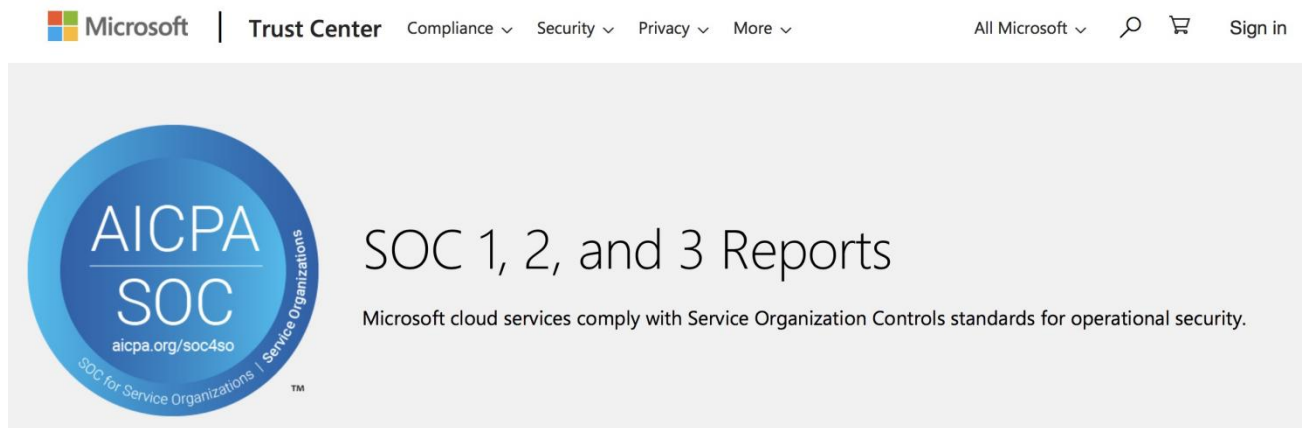 Microsoft | Trust Center Compliance Security Privacy More All Microsoft Sign in
AICPA
SOC
aicpa.org/soc4so
SOC for Service Organizations | Service Organizations
TM
SOC 1, 2, and 3 Reports
Microsoft cloud services comply with Service Organization Controls standards for operational security.